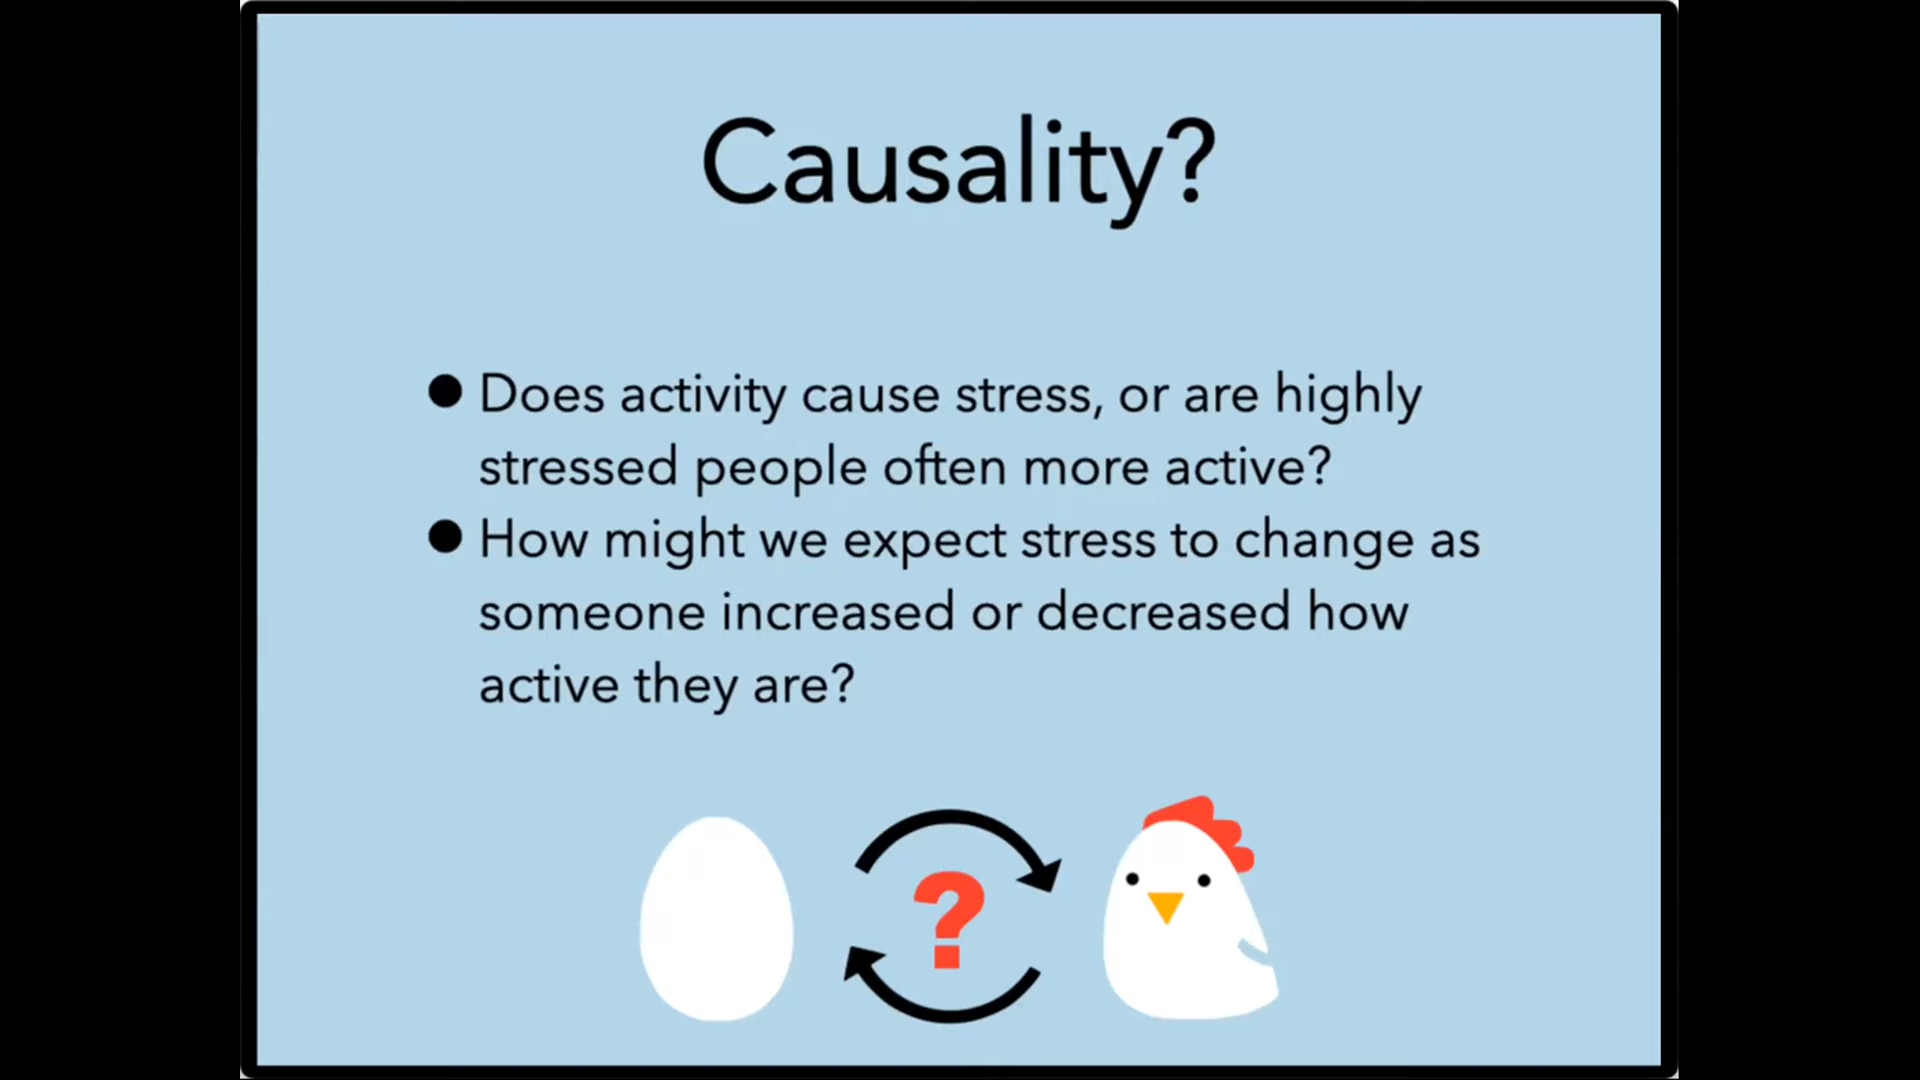 Causality?
● Does activity cause stress, or are highly
stressed people often more active?
● How might we expect stress to change as
someone increased or decreased how
active they are?
?